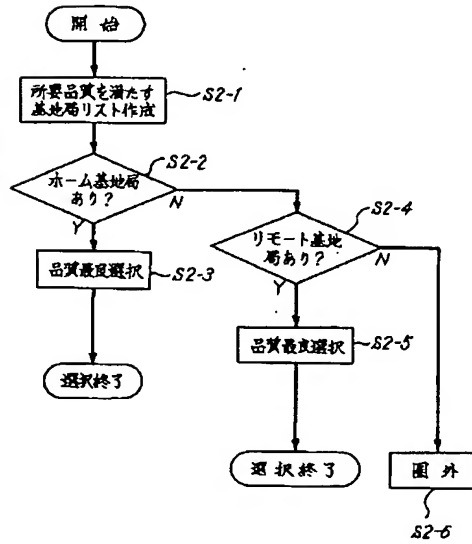 開始
所要品質を満たす
基地局リスト作成
S2-1
ホーム基地局
あり?
S2-2
Y
N
品質最良選択
S2-3
選択終了
リモート基地
局あり?
S2-4
Y
N
品質最良選択
S2-5
選択終了
圏外
S2-6